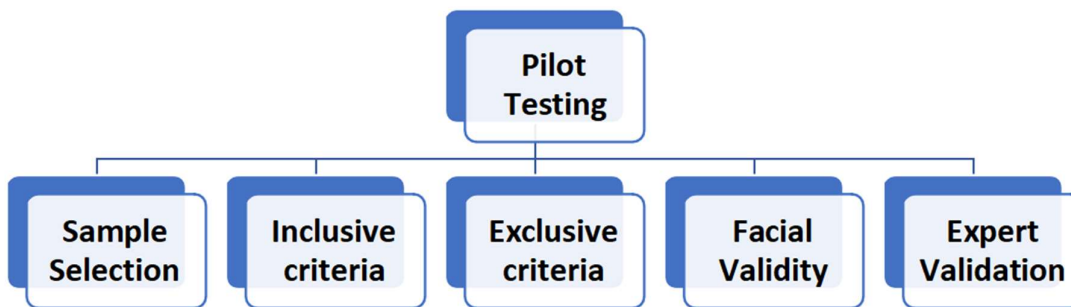 Pilot
Testing
Sample
Selection
Inclusive
criteria
Exclusive
criteria
Facial
Validity
Expert
Validation